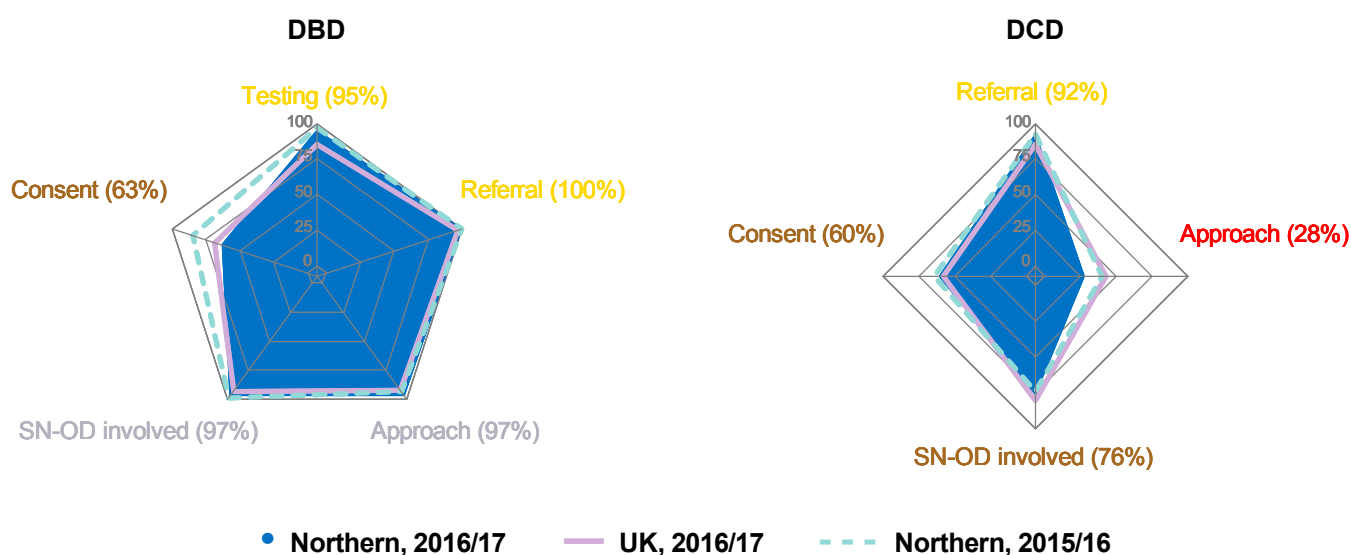 DBD
DCD
Testing (95%)
Referral (92%)
100
75
50
25
0
100
75
50
25
0
Consent (63%)
Referral (100%)
Consent (60%)
Approach (28%)
SN-OD involved (97%)
Approach (97%)
SN-OD involved (76%)
Northern, 2016/17
UK, 2016/17
Northern, 2015/16